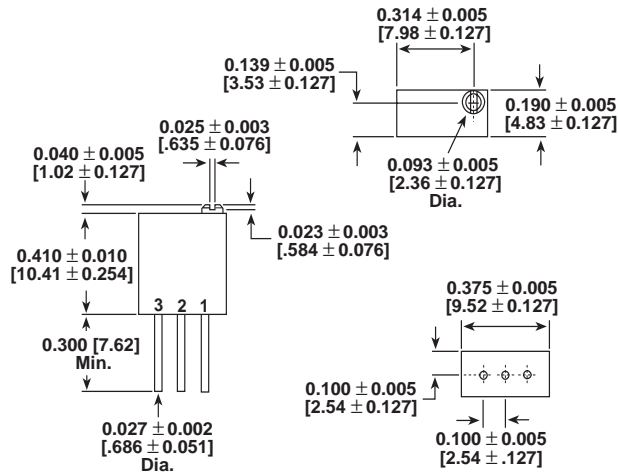 0.314 ± 0.005
[7.98 ± 0.127]
0.139 ± 0.005
[3.53 ± 0.127]
0.190 ± 0.005
[4.83 ± 0.127]
0.093 ± 0.005
[2.36 ± 0.127]
Dia.
0.025 ± 0.003
[.635 ± 0.076]
0.040 ± 0.005
[1.02 ± 0.127]
0.023 ± 0.003
[.584 ± 0.076]
0.410 ± 0.010
[10.41 ± 0.254]
3 2 1
0.300 [7.62]
Min.
0.027 ± 0.002
[.686 ± 0.051]
Dia.
0.375 ± 0.005
[9.52 ± 0.127]
0.100 ± 0.005
[2.54 ± 0.127]
0.100 ± 0.005
[2.54 ± .127]